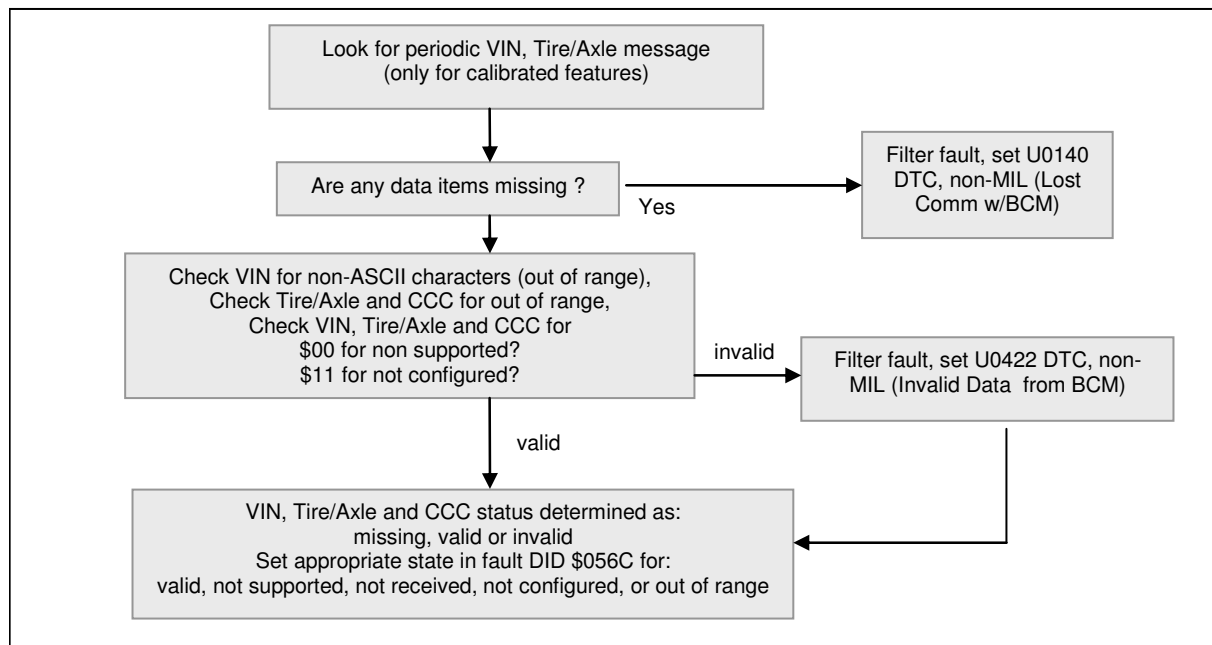 Look for periodic VIN, Tire/Axle message
(only for calibrated features)
Are any data items missing ?
Yes
Filter fault, set U0140
DTC, non-MIL (Lost
Comm w/BCM)
Check VIN for non-ASCII characters (out of range),
Check Tire/Axle and CCC for out of range,
Check VIN, Tire/Axle and CCC for
$00 for non supported?
$11 for not configured?
invalid
Filter fault, set U0422 DTC, non-
MIL (Invalid Data from BCM)
valid
VIN, Tire/Axle and CCC status determined as:
missing, valid or invalid
Set appropriate state in fault DID $056C for:
valid, not supported, not received, not configured, or out of range